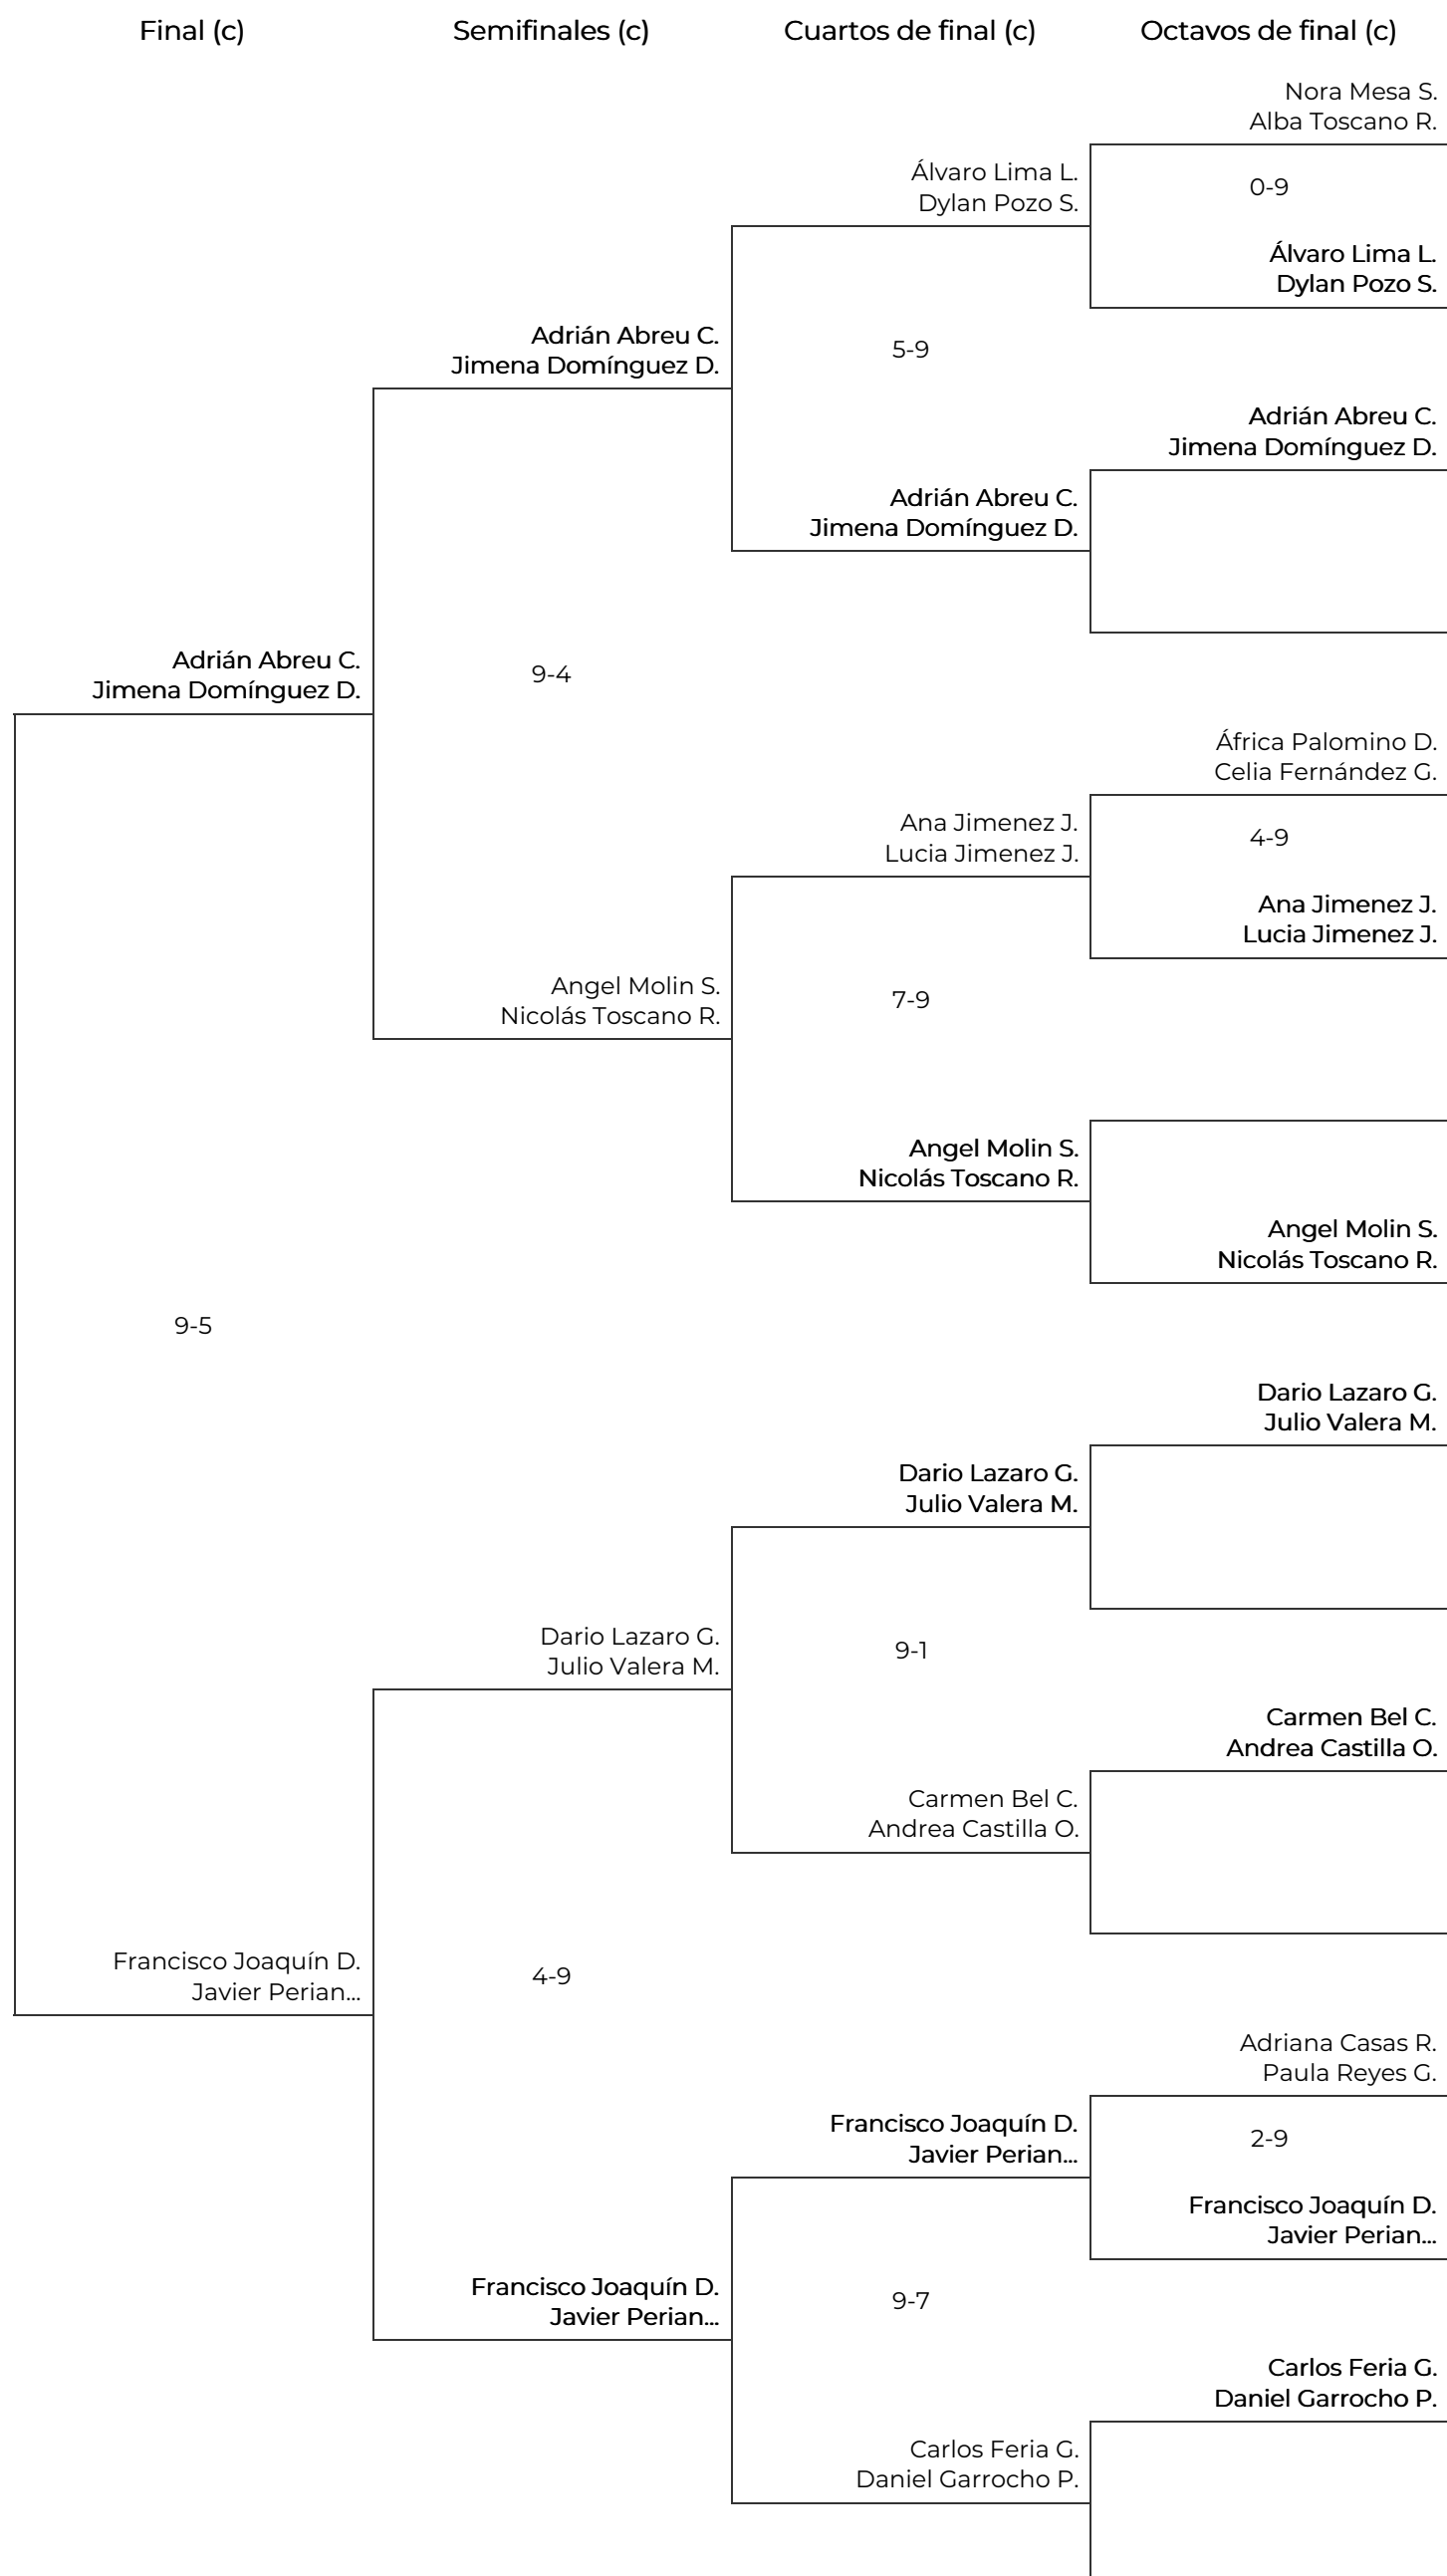 Final (c)
Semifinales (c)
Cuartos de final (c)
Octavos de final (c)
Nora Mesa S.
Alba Toscano R.
0-9
Álvaro Lima L.
Dylan Pozo S.
Álvaro Lima L.
Dylan Pozo S.
5-9
Adrián Abreu C.
Jimena Domínguez D.
Adrián Abreu C.
Jimena Domínguez D.
Adrián Abreu C.
Jimena Domínguez D.
Adrián Abreu C.
Jimena Domínguez D.
9-4
África Palomino D.
Celia Fernández G.
4-9
Ana Jimenez J.
Lucia Jimenez J.
Ana Jimenez J.
Lucia Jimenez J.
7-9
Angel Molin S.
Nicolás Toscano R.
Angel Molin S.
Nicolás Toscano R.
Angel Molin S.
Nicolás Toscano R.
9-5
Dario Lazaro G.
Julio Valera M.
Dario Lazaro G.
Julio Valera M.
Dario Lazaro G.
Julio Valera M.
9-1
Carmen Bel C.
Andrea Castilla O.
Carmen Bel C.
Andrea Castilla O.
Francisco Joaquín D.
Javier Perian...
4-9
Adriana Casas R.
Paula Reyes G.
2-9
Francisco Joaquín D.
Javier Perian...
Francisco Joaquín D.
Javier Perian...
Francisco Joaquín D.
Javier Perian...
9-7
Carlos Feria G.
Daniel Garrocho P.
Carlos Feria G.
Daniel Garrocho P.